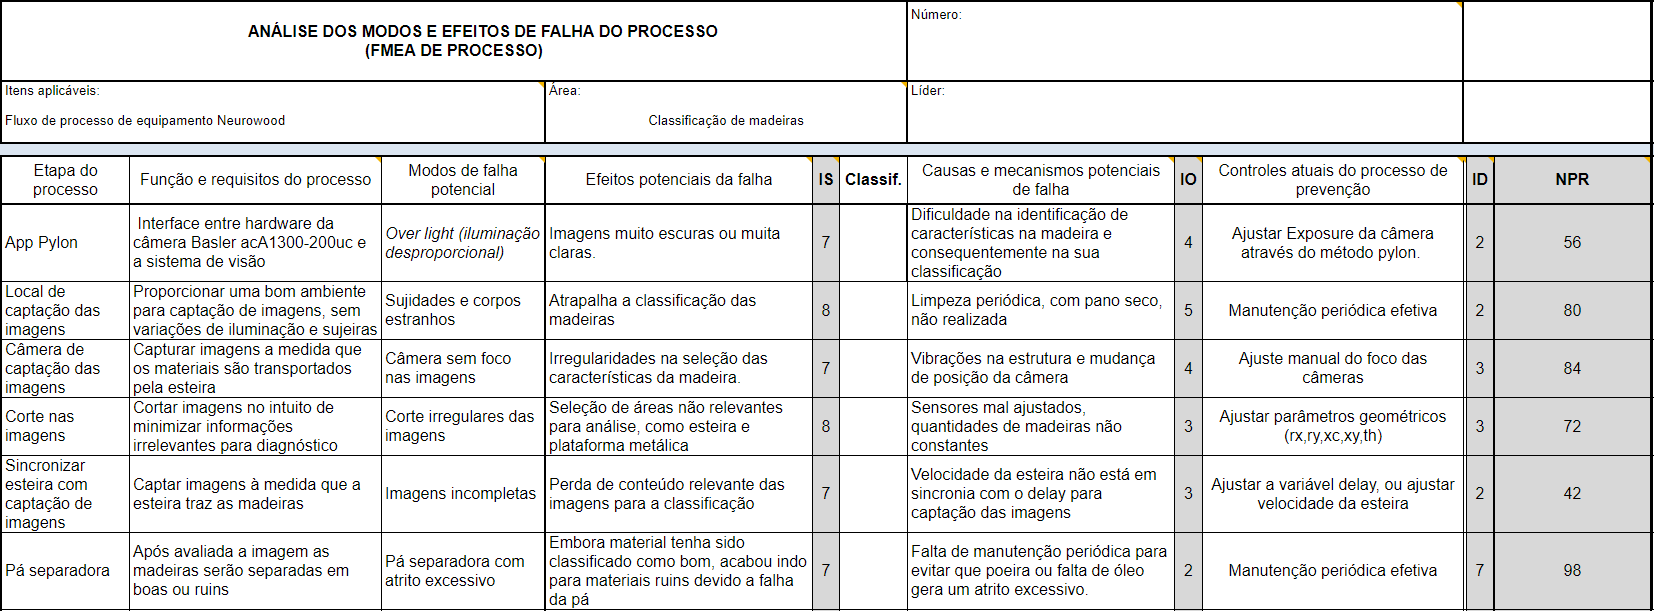 ANÁLISE DOS MODOS E EFEITOS DE FALHA DO PROCESSO
(FMEA DE PROCESSO)
Número:
Itens aplicáveis:
Fluxo de processo de equipamento Neurowood
Área:
Classificação de madeiras
Líder:
Etapa do
processo
Função e requisitos do processo
Modos de falha
potencial
Efeitos potenciais da falha
IS
Classif.
Causas e mecanismos potenciais
de falha
IO
Controles atuais do processo de
prevenção
ID
NPR
App Pylon
Interface entre hardware da
câmera Basler acA1300-200uc e
a sistema de visão
Over light (iluminação
desproporcional)
Imagens muito escuras ou muita
claras.
7
Dificuldade na identificação de
características na madeira e
consequentemente na sua
classificação
4
Ajustar Exposure da câmera
através do método pylon.
2
56
Local de
captação das
imagens
Proporcionar uma bom ambiente
para captação de imagens, sem
variações de iluminação e sujeiras
Sujidades e corpos
estranhos
Atrapalha a classificação das
madeiras
8
Limpeza periódica, com pano seco,
não realizada
5
Manutenção periódica efetiva
2
80
Câmera de
captação das
imagens
Capturar imagens a medida que
os materiais são transportados
pela esteira
Câmera sem foco
nas imagens
Irregularidades na seleção das
características da madeira.
7
Vibrações na estrutura e mudança
de posição da câmera
4
Ajuste manual do foco das
câmeras
3
84
Corte nas
imagens
Cortar imagens no intuito de
minimizar informações
irrelevantes para diagnóstico
Corte irregulares das
imagens
Seleção de áreas não relevantes
para análise, como esteira e
plataforma metálica
8
Sensores mal ajustados,
quantidades de madeiras não
constantes
3
Ajustar parâmetros geométricos
(rx,ry,xc,xy,th)
3
72
Sincronizar
esteira com
captação de
imagens
Captar imagens à medida que a
esteira traz as madeiras
Imagens incompletas
Perda de conteúdo relevante das
imagens para a classificação
7
Velocidade da esteira não está em
sincronia com o delay para
captação das imagens
3
Ajustar a variável delay, ou ajustar
velocidade da esteira
2
42
Pá separadora
Após avaliada a imagem as
madeiras serão separadas em
boas ou ruins
Pá separadora com
atrito excessivo
Embora material tenha sido
classificado como bom, acabou indo
para materiais ruins devido a falha
da pá
7
Falta de manutenção periódica para
evitar que poeira ou falta de óleo
gera um atrito excessivo.
2
Manutenção periódica efetiva
7
98